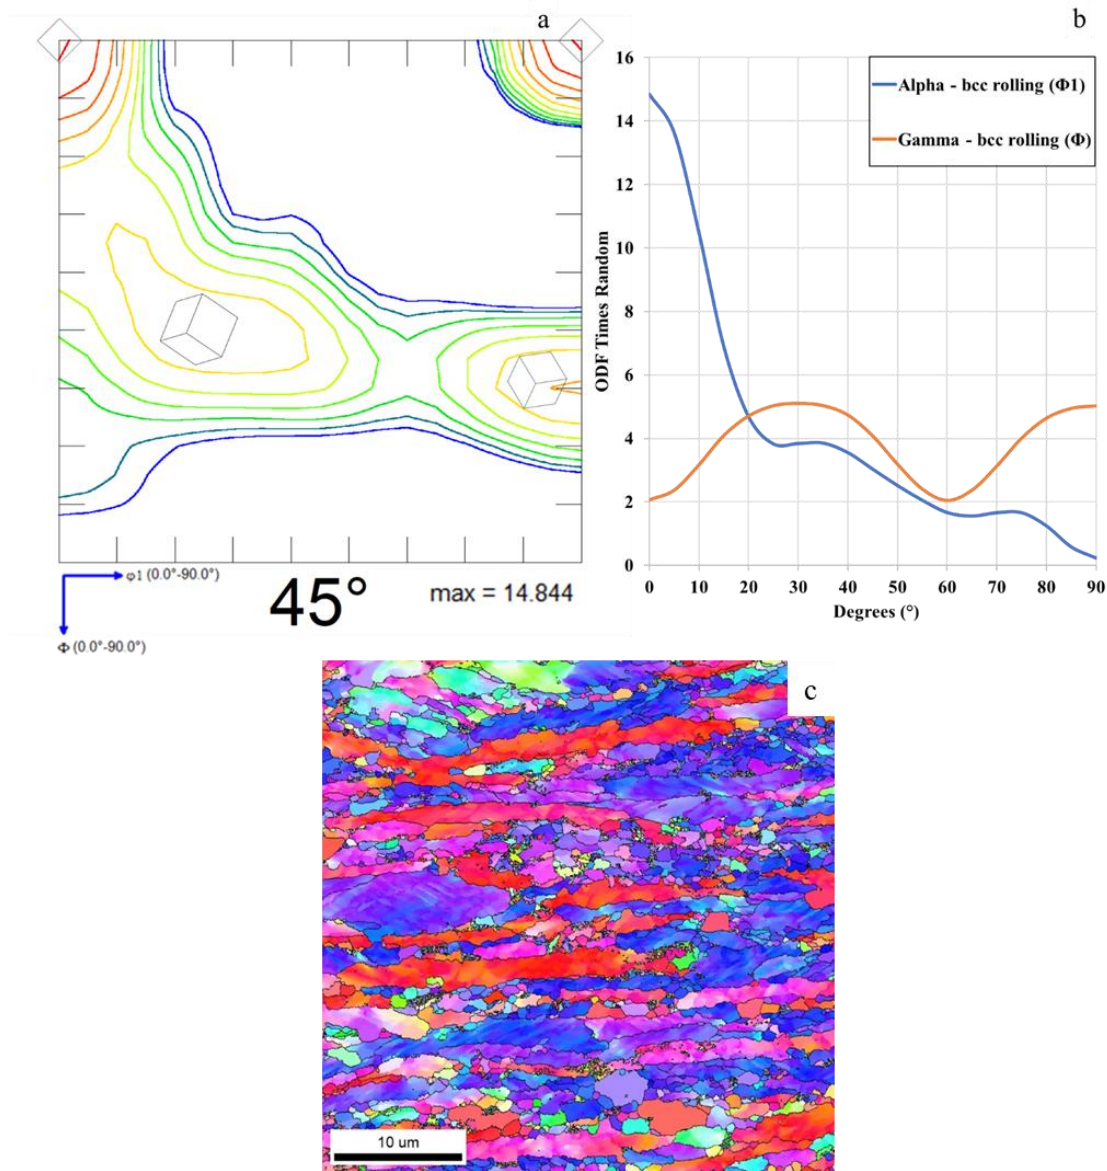 a
φ1 (0.0°-90.0°)
Φ (0.0°-90.0°)
45°
max = 14.844
b
16
14
12
10
8
6
4
2
0
ODF Times Random
Alpha - bcc rolling (Φ1)
Gamma - bcc rolling (Φ)
0 10 20 30 40 50 60 70 80 90
Degrees (°)
c
10 um